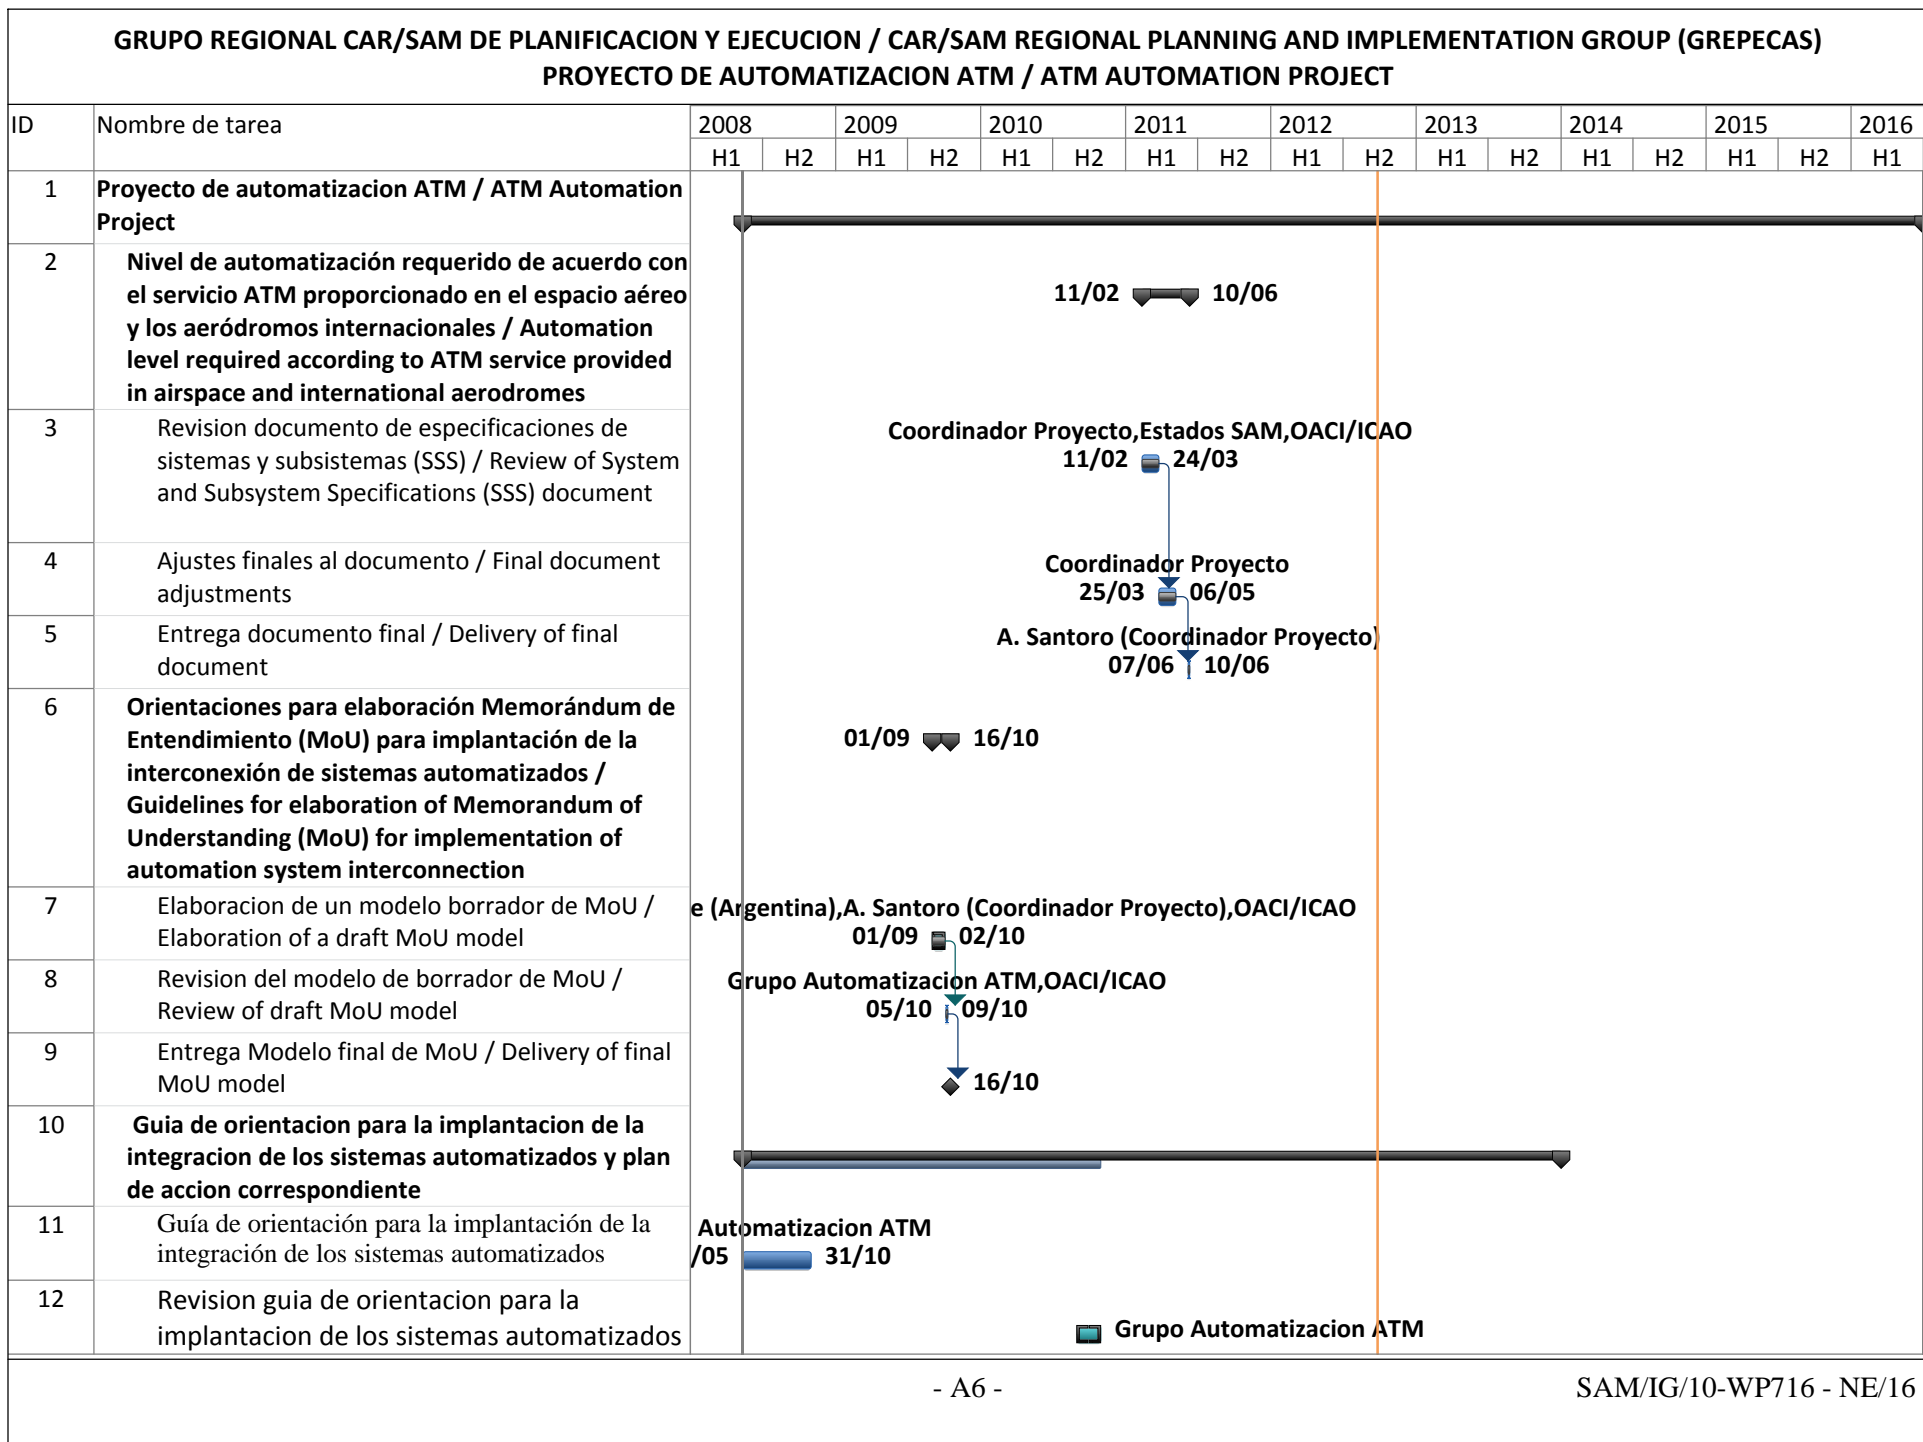 GRUPO REGIONAL CAR/SAM DE PLANIFICACION Y EJECUCION / CAR/SAM REGIONAL PLANNING AND IMPLEMENTATION GROUP (GREPECAS)
PROYECTO DE AUTOMATIZACION ATM / ATM AUTOMATION PROJECT
ID Nombre de tarea 2008 2009 2010 2011 2012 2013 2014 2015 2016
H1 H2 H1 H2 H1 H2 H1 H2 H1 H2 H1 H2 H1 H2 H1 H2 H1
1 Proyecto de automatizacion ATM / ATM Automation
Project
2 Nivel de automatización requerido de acuerdo con
el servicio ATM proporcionado en el espacio aéreo
y los aeródromos internacionales / Automation
level required according to ATM service provided
in airspace and international aerodromes
11/02 10/06
3 Revision documento de especificaciones de
sistemas y subsistemas (SSS) / Review of System
and Subsystem Specifications (SSS) document
Coordinador Proyecto,Estados SAM,OACI/ICAO
11/02 24/03
4 Ajustes finales al documento / Final document
adjustments
Coordinador Proyecto
25/03 06/05
5 Entrega documento final / Delivery of final
document
A. Santoro (Coordinador Proyecto)
07/06 10/06
6 Orientaciones para elaboración Memorándum de
Entendimiento (MoU) para implantación de la
interconexión de sistemas automatizados /
Guidelines for elaboration of Memorandum of
Understanding (MoU) for implementation of
automation system interconnection
01/09 16/10
7 Elaboracion de un modelo borrador de MoU /
Elaboration of a draft MoU model
e (Argentina),A. Santoro (Coordinador Proyecto),OACI/ICAO
01/09 02/10
8 Revision del modelo de borrador de MoU /
Review of draft MoU model
Grupo Automatizacion ATM,OACI/ICAO
05/10 09/10
9 Entrega Modelo final de MoU / Delivery of final
MoU model
16/10
10 Guia de orientacion para la implantacion de la
integracion de los sistemas automatizados y plan
de accion correspondiente
11 Guía de orientación para la implantación de la
integración de los sistemas automatizados
Automatizacion ATM
/05 31/10
12 Revision guia de orientacion para la
implantacion de los sistemas automatizados
Grupo Automatizacion ATM
- A6 - SAM/IG/10-WP716 - NE/16